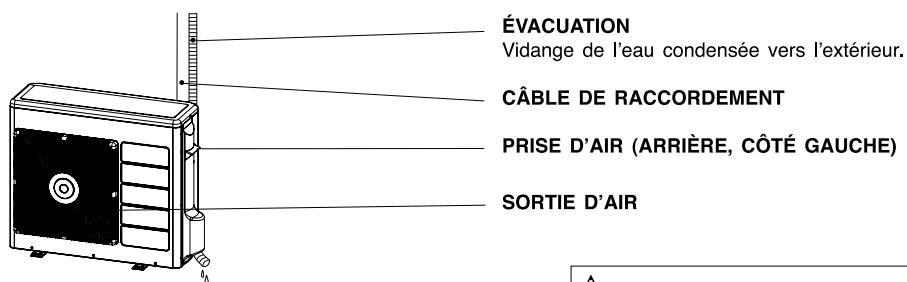 ÉVACUATION
Vidange de l'eau condensée vers l'extérieur.
CÂBLE DE RACCORDEMENT
PRISE D'AIR (ARRIÈRE, CÔTÉ GAUCHE)
SORTIE D'AIR